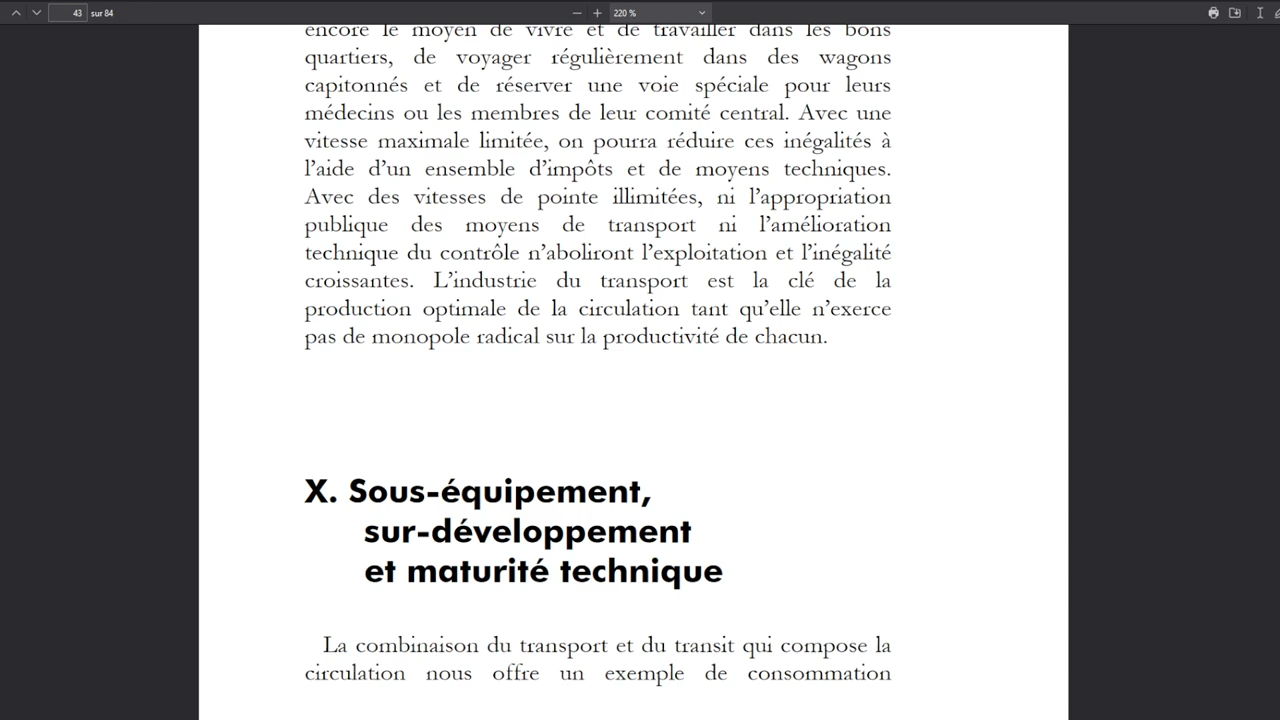 43 sur 84 220 %
encore le moyen de vivre et de travailler dans les bons
quartiers, de voyager régulièrement dans des wagons
capitonnés et de réserver une voie spéciale pour leurs
médecins ou les membres de leur comité central. Avec une
vitesse maximale limitée, on pourra réduire ces inégalités à
l’aide d’un ensemble d’impôts et de moyens techniques.
Avec des vitesses de pointe illimitées, ni l’appropriation
publique des moyens de transport ni l’amélioration
technique du contrôle n’aboliront l’exploitation et l’inégalité
croissantes. L’industrie du transport est la clé de la
production optimale de la circulation tant qu’elle n’exerce
pas de monopole radical sur la productivité de chacun.
X. Sous-équipement,
sur-développement
et maturité technique
La combinaison du transport et du transit qui compose la
circulation nous offre un exemple de consommation